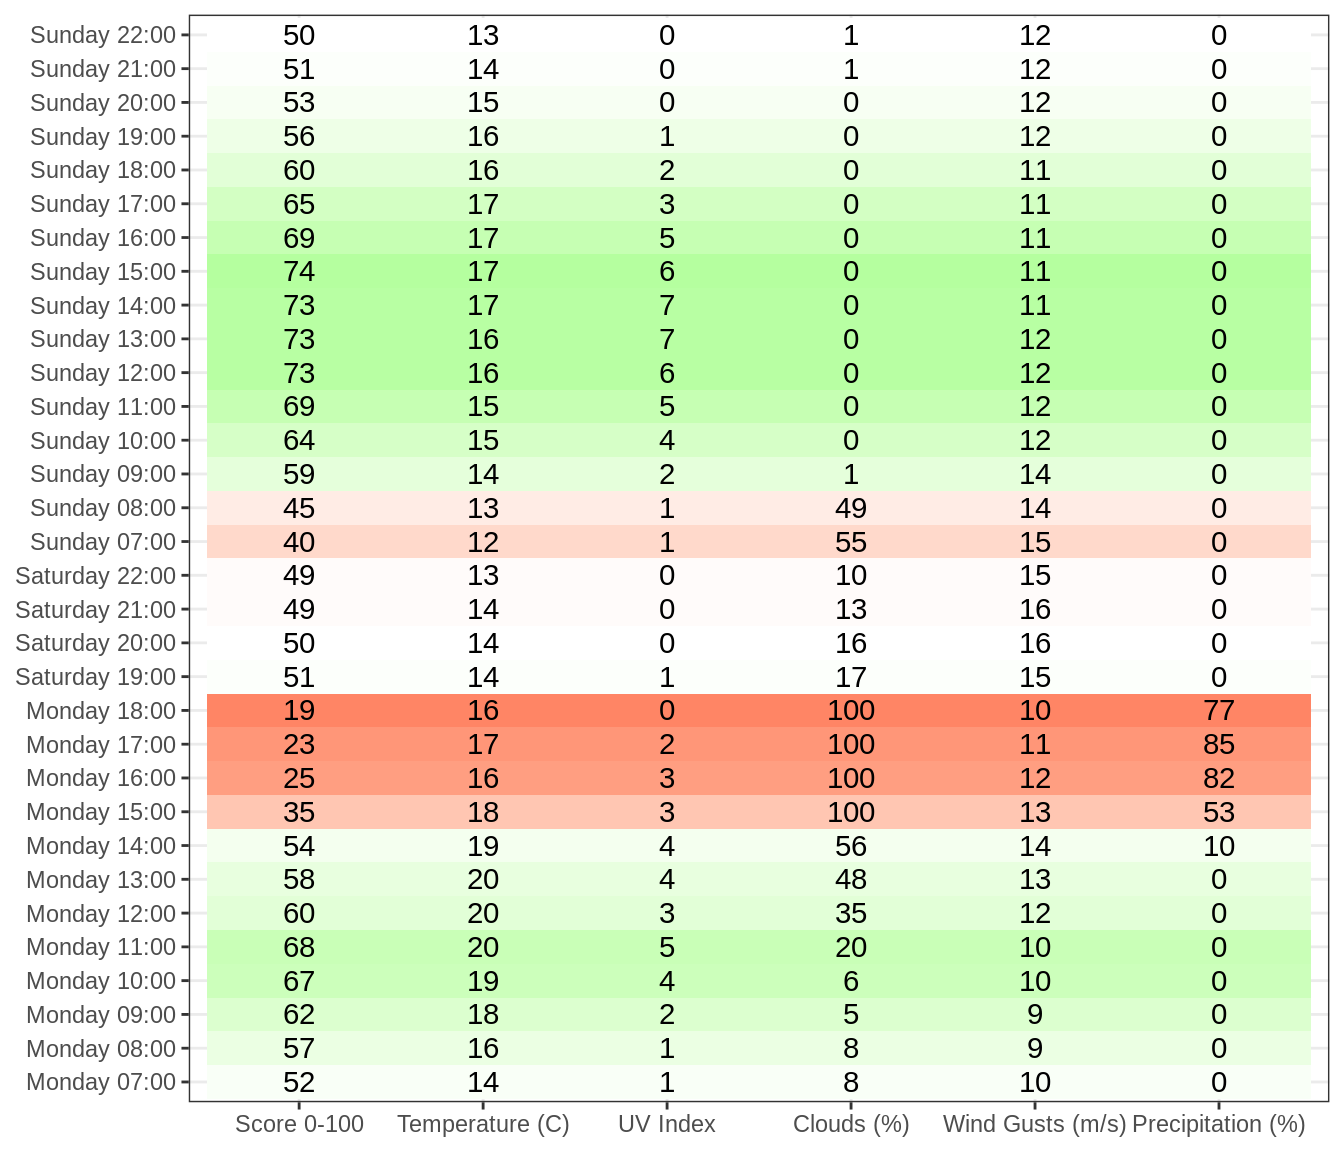 Sunday 22:00 50 13 0 1 12 0
Sunday 21:00 51 14 0 1 12 0
Sunday 20:00 53 15 0 0 12 0
Sunday 19:00 56 16 1 0 12 0
Sunday 18:00 60 16 2 0 11 0
Sunday 17:00 65 17 3 0 11 0
Sunday 16:00 69 17 5 0 11 0
Sunday 15:00 74 17 6 0 11 0
Sunday 14:00 73 17 7 0 11 0
Sunday 13:00 73 16 7 0 12 0
Sunday 12:00 73 16 6 0 12 0
Sunday 11:00 69 15 5 0 12 0
Sunday 10:00 64 15 4 0 12 0
Sunday 09:00 59 14 2 1 14 0
Sunday 08:00 45 13 1 49 14 0
Sunday 07:00 40 12 1 55 15 0
Saturday 22:00 49 13 0 10 15 0
Saturday 21:00 49 14 0 13 16 0
Saturday 20:00 50 14 0 16 16 0
Saturday 19:00 51 14 1 17 15 0
Monday 18:00 19 16 0 100 10 77
Monday 17:00 23 17 2 100 11 85
Monday 16:00 25 16 3 100 12 82
Monday 15:00 35 18 3 100 13 53
Monday 14:00 54 19 4 56 14 10
Monday 13:00 58 20 4 48 13 0
Monday 12:00 60 20 3 35 12 0
Monday 11:00 68 20 5 20 10 0
Monday 10:00 67 19 4 6 10 0
Monday 09:00 62 18 2 5 9 0
Monday 08:00 57 16 1 8 9 0
Monday 07:00 52 14 1 8 10 0
Score 0-100 Temperature (C) UV Index Clouds (%) Wind Gusts (m/s) Precipitation (%)